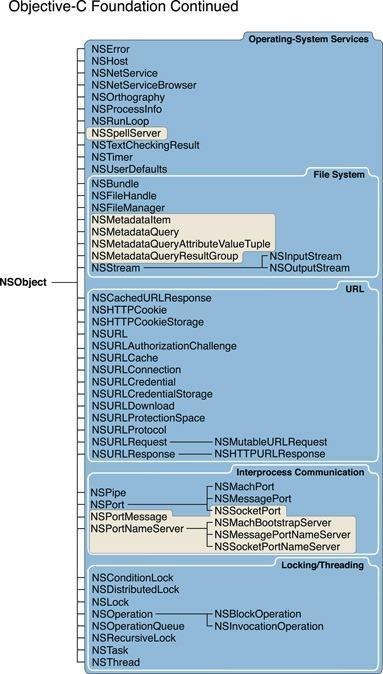 Objective-C Foundation Continued
Operating-System Services
NSError
NSHost
NSNetService
NSNetServiceBrowser
NSOrthography
NSProcessInfo
NSRunLoop
NSSpellServer
NSTextCheckingResult
NSTimer
NSUserDefaults
File System
NSBundle
NSFileHandle
NSFileManager
NSMetadataItem
NSMetadataQuery
NSMetadataQueryAttributeValueTuple
NSMetadataQueryResultGroup
NSInputStream
NSStream
NSOutputStream
NSObject
URL
NSCachedURLResponse
NSHTTPCookie
NSHTTPCookieStorage
NSURL
NSURLAuthorizationChallenge
NSURLCache
NSURLConnection
NSURLCredential
NSURLCredentialStorage
NSURLDownload
NSURLProtectionSpace
NSURLProtocol
NSURLRequest
NSMutableURLRequest
NSURLResponse
NSHTTPURLResponse
Interprocess Communication
NSPipe
NSMachPort
NSPort
NSMessagePort
NSSocketPort
NSPortMessage
NSPortNameServer
NSMachBootstrapServer
NSMessagePortNameServer
NSSocketPortNameServer
Locking/Threading
NSConditionLock
NSDistributedLock
NSLock
NSOperation
NSBlockOperation
NSOperationQueue
NSInvocationOperation
NSRecursiveLock
NSTask
NSThread